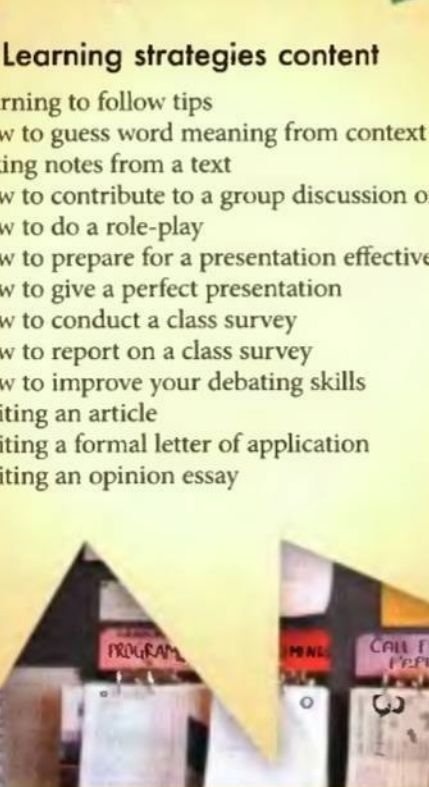 Learning strategies content
rning to follow tips
w to guess word meaning from context
ing notes from a text
w to contribute to a group discussion o
w to do a role-play
w to prepare for a presentation effective
w to give a perfect presentation
w to conduct a class survey
w to report on a class survey
w to improve your debating skills
iting an article
iting a formal letter of application
iting an opinion essay
PROGRAM
CALL F